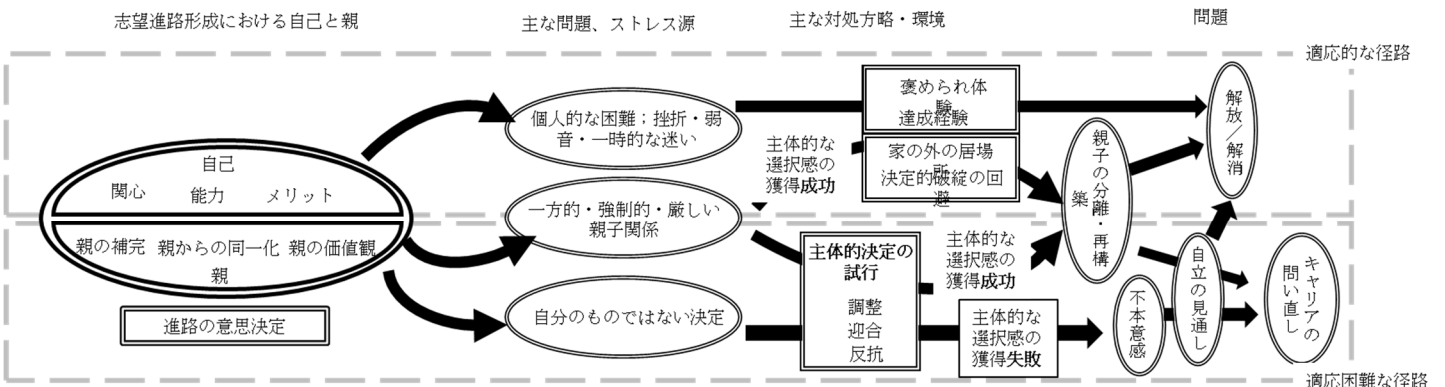 志望進路形成における自己と親
主な問題、ストレス源
主な対処方略・環境
問題
適応的な径路
自己
関心
能力
メリット
親の補完
親からの同一化
親の価値観
親
進路の意思決定
個人的な困難；挫折・弱
音・一時的な迷い
一方的・強制的・厳しい
親子関係
自分のものではない決定
主体的な
選択感の
獲得成功
褒められ体
験
達成経験
家の外の居場
所
決定的破綻の回
避
主体的決定の
試行
調整
迎合
反抗
主体的な
選択感の
獲得成功
主体的な
選択感の
獲得失敗
親子の分離・再構
築
解放／解消
不本意感
自立の見通し
キャリアの
問い直し
適応困難な径路